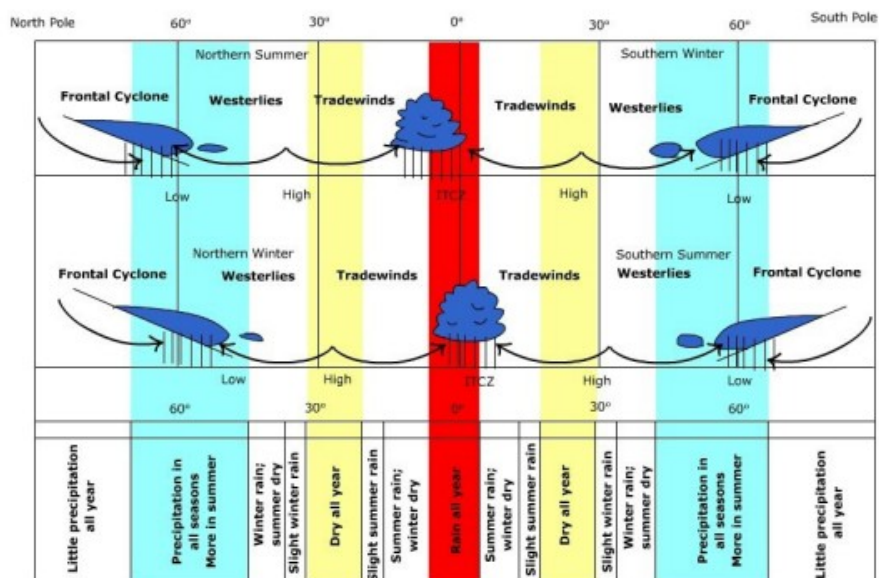 North Pole 60° 30° 0° 30° 60° South Pole
Northern Summer Southern Winter
Frontal Cyclone Westerlies Tradewinds Tradewinds Westerlies Frontal Cyclone
Low High ITCZ High Low
Northern Winter Southern Summer
Frontal Cyclone Westerlies Tradewinds Tradewinds Westerlies Frontal Cyclone
Low High ITCZ High Low
60° 30° 0° 30° 60°
Little precipitation
all year
Precipitation in
all seasons
More in summer
Winter rain;
summer dry
Slight winter rain
Dry all year
Slight summer rain
Summer rain;
winter dry
Rain all year
Summer rain;
winter dry
Slight summer rain
Dry all year
Slight winter rain
Winter rain;
summer dry
Precipitation in
all seasons
More in summer
Little precipitation
all year